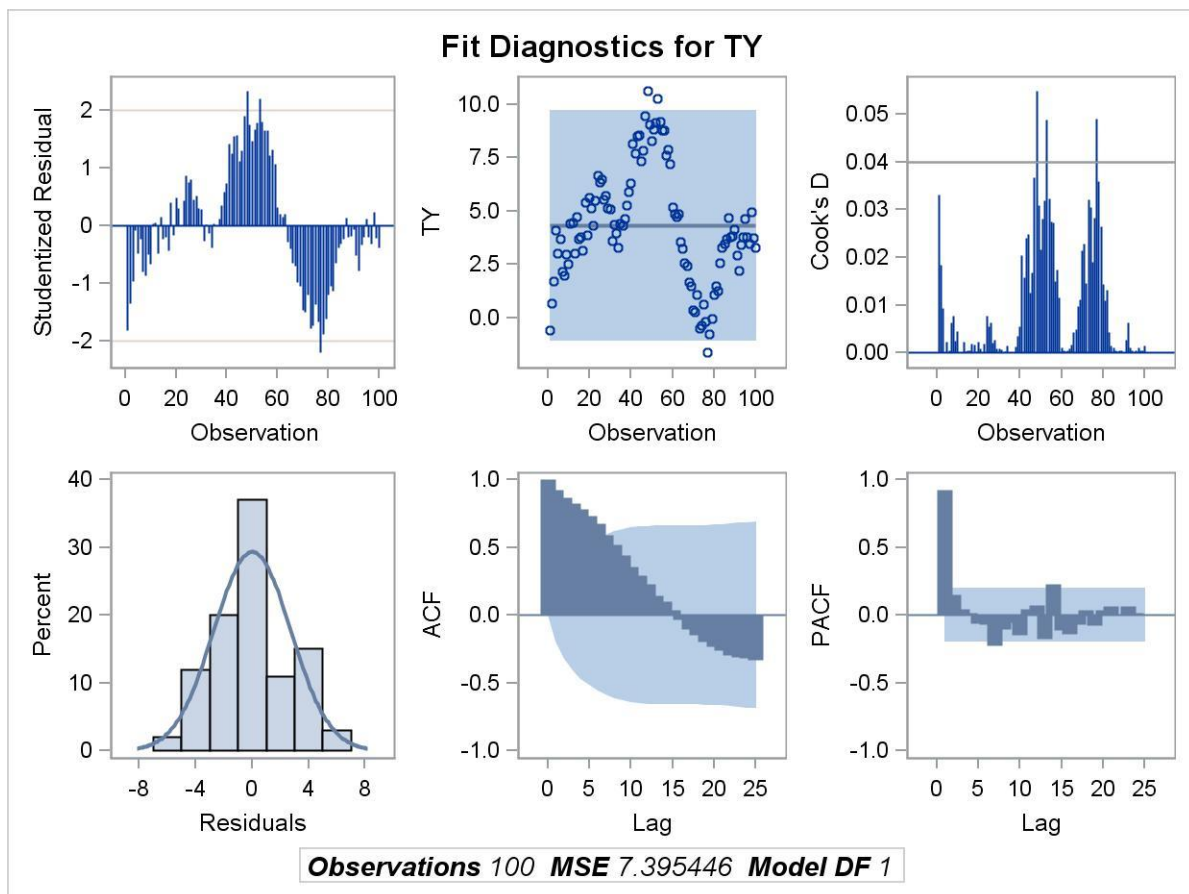 Fit Diagnostics for TY
Studentized Residual
2
1
0
-1
-2
0 20 40 60 80 100
Observation
TY
10.0
7.5
5.0
2.5
0.0
0 20 40 60 80 100
Observation
Cook's D
0.05
0.04
0.03
0.02
0.01
0.00
0 20 40 60 80 100
Observation
Percent
40
30
20
10
0
-8 -4 0 4 8
Residuals
ACF
1.0
0.5
0.0
-0.5
-1.0
0 5 10 15 20 25
Lag
PACF
1.0
0.5
0.0
-0.5
-1.0
0 5 10 15 20 25
Lag
Observations 100 MSE 7.395446 Model DF 1